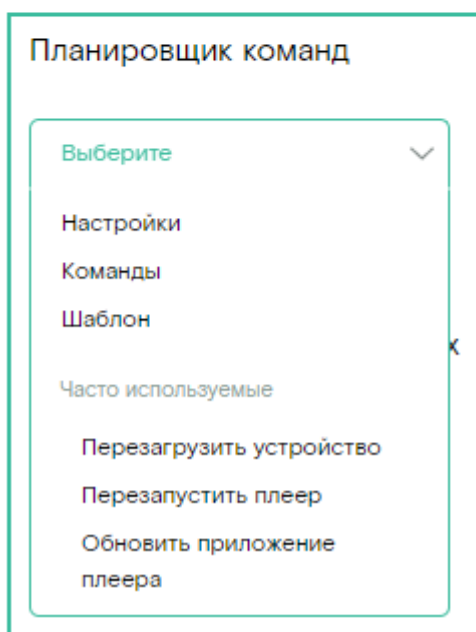 Планировщик команд
Выберите
Настройки
Команды
Шаблон
х
Часто используемые
Перезагрузить устройство
Перезапустить плеер
Обновить приложение
плеера